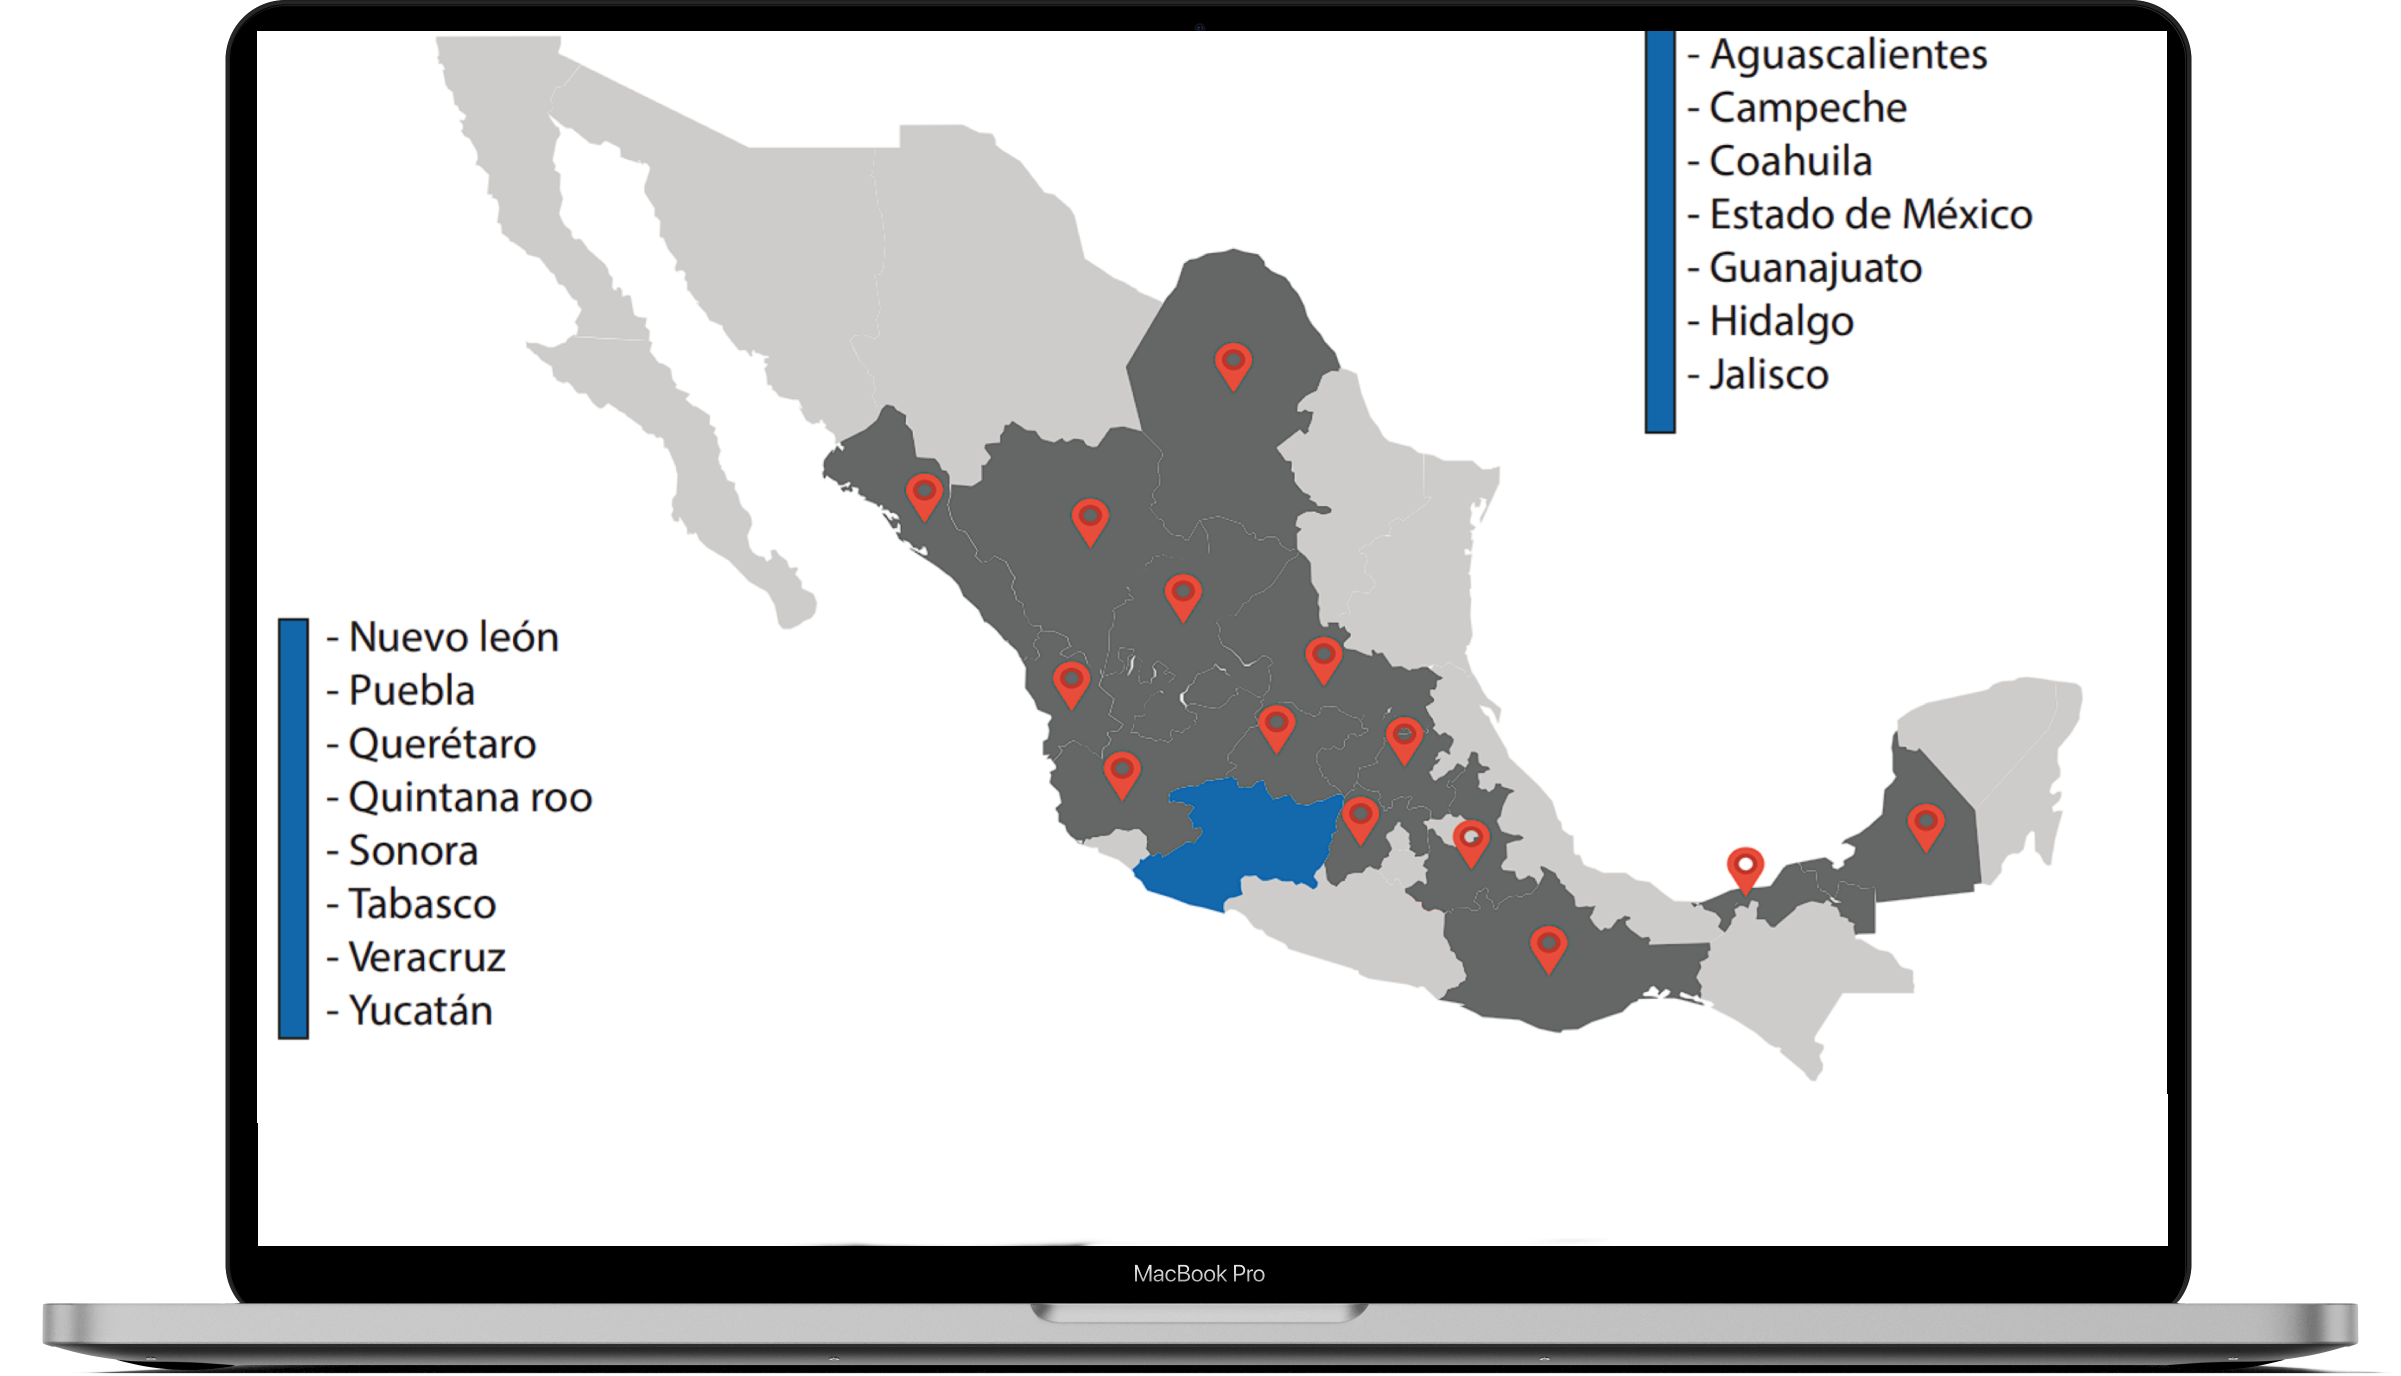 - Aguascalientes
- Campeche
- Coahuila
- Estado de México
- Guanajuato
- Hidalgo
- Jalisco
- Nuevo león
- Puebla
- Querétaro
- Quintana roo
- Sonora
- Tabasco
- Veracruz
- Yucatán
MacBook Pro